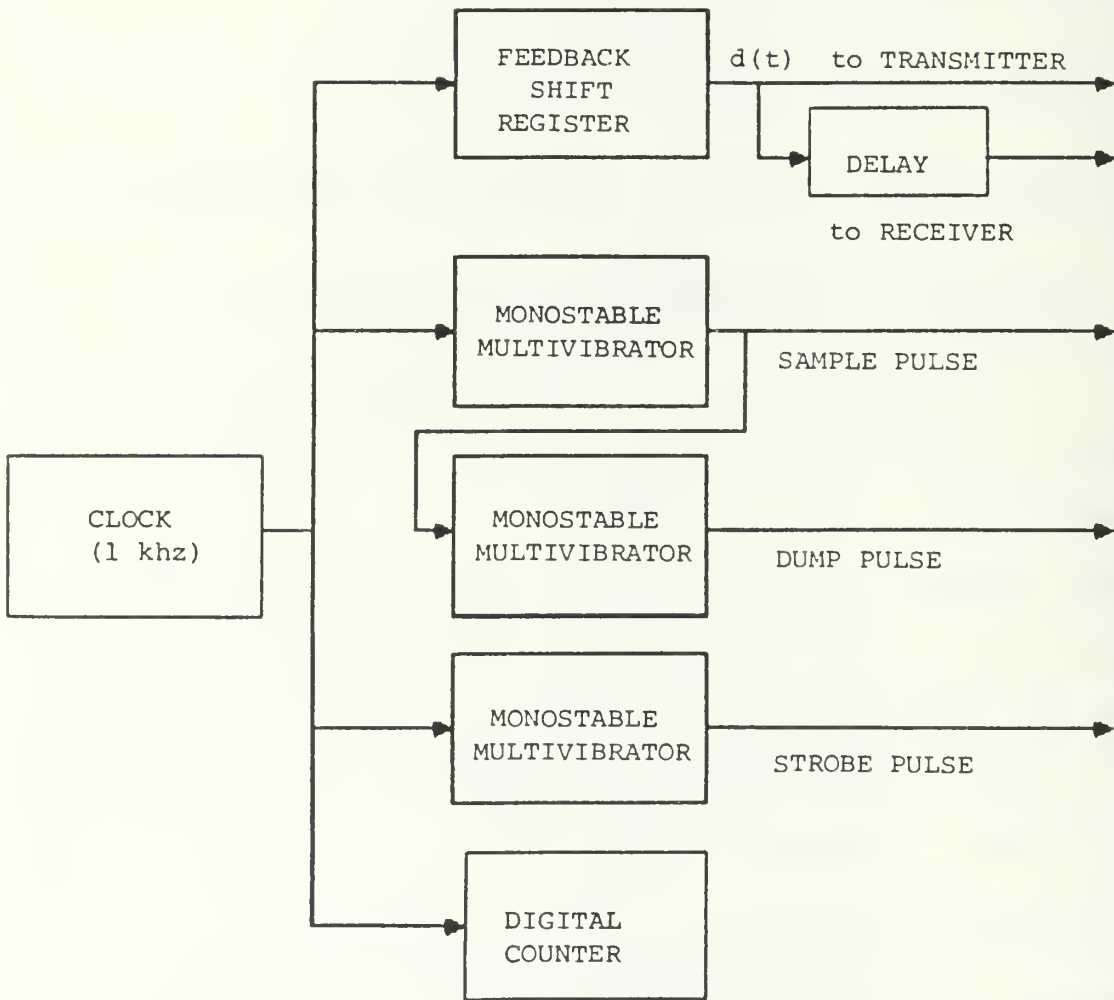 FEEDBACK
SHIFT
REGISTER
d(t) to TRANSMITTER
DELAY
to RECEIVER
MONOSTABLE
MULTIVIBRATOR
SAMPLE PULSE
CLOCK
(1 khz)
MONOSTABLE
MULTIVIBRATOR
DUMP PULSE
MONOSTABLE
MULTIVIBRATOR
STROBE PULSE
DIGITAL
COUNTER